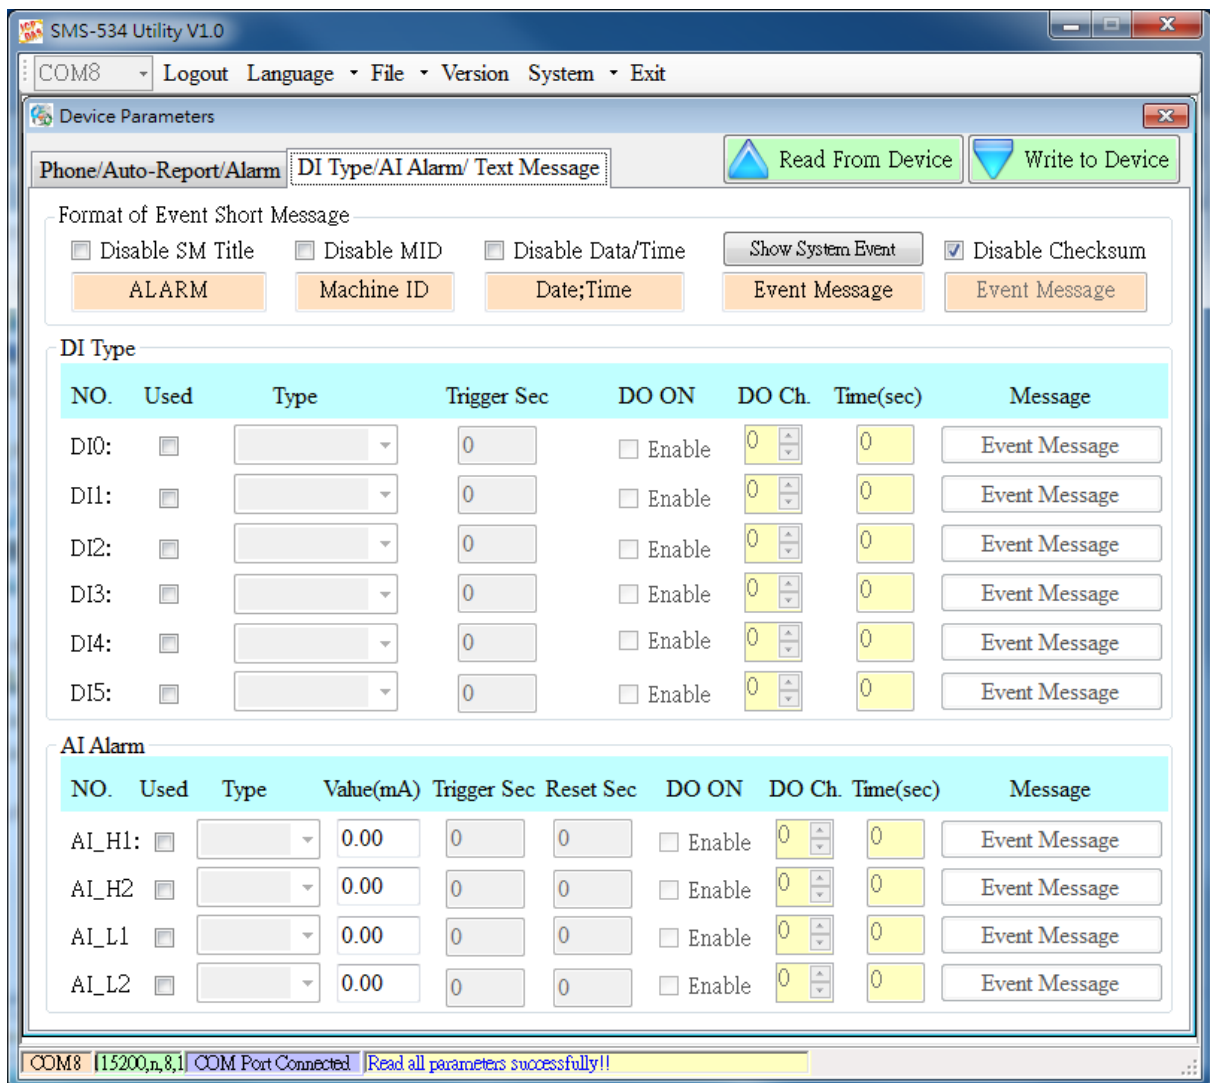 SMS-534 Utility V1.0
COM8 Logout Language File Version System Exit
Device Parameters
Phone/Auto-Report/Alarm DI Type/AI Alarm/ Text Message Read From Device Write to Device
Format of Event Short Message
Disable SM Title Disable MID Disable Data/Time Show System Event Disable Checksum
ALARM Machine ID Date;Time Event Message Event Message
DI Type
NO. Used Type Trigger Sec DO ON DO Ch. Time(sec) Message
DI0: 0 Enable 0 0 Event Message
DI1: 0 Enable 0 0 Event Message
DI2: 0 Enable 0 0 Event Message
DI3: 0 Enable 0 0 Event Message
DI4: 0 Enable 0 0 Event Message
DI5: 0 Enable 0 0 Event Message
AI Alarm
NO. Used Type Value(mA) Trigger Sec Reset Sec DO ON DO Ch. Time(sec) Message
AI_H1: 0.00 0 0 Enable 0 0 Event Message
AI_H2 0.00 0 0 Enable 0 0 Event Message
AI_L1 0.00 0 0 Enable 0 0 Event Message
AI_L2 0.00 0 0 Enable 0 0 Event Message
COM8 115200,n,8,1 COM Port Connected Read all parameters successfully!!